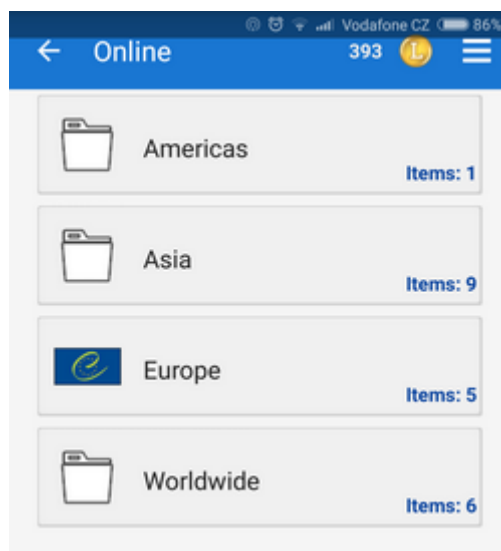 Vodafone CZ 86%
Online 393 L
Americas
Items: 1
Asia
Items: 9
Europe
Items: 5
Worldwide
Items: 6